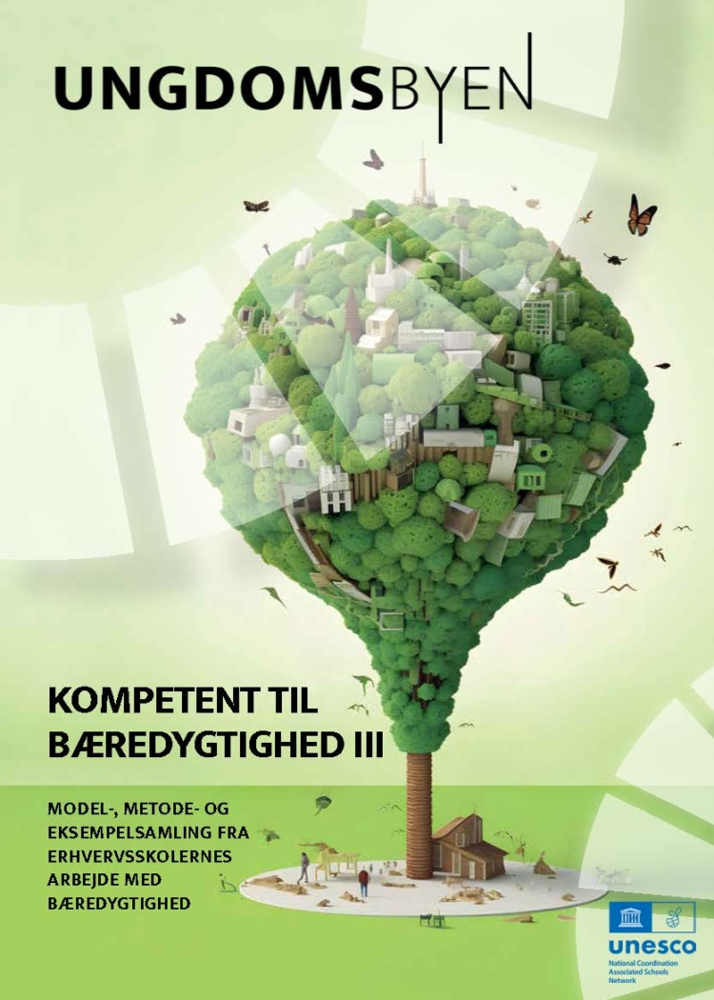 UNGDOMSBYEN
KOMPETENT TIL
BÆREDYGTIGHED III
MODEL-, METODE- OG
EKSEMPELSAMLING FRA
ERHVERVSSKOLERNES
ARBEJDE MED
BÆREDYGTIGHED
unesco
National Coordination
Associated Schools
Network